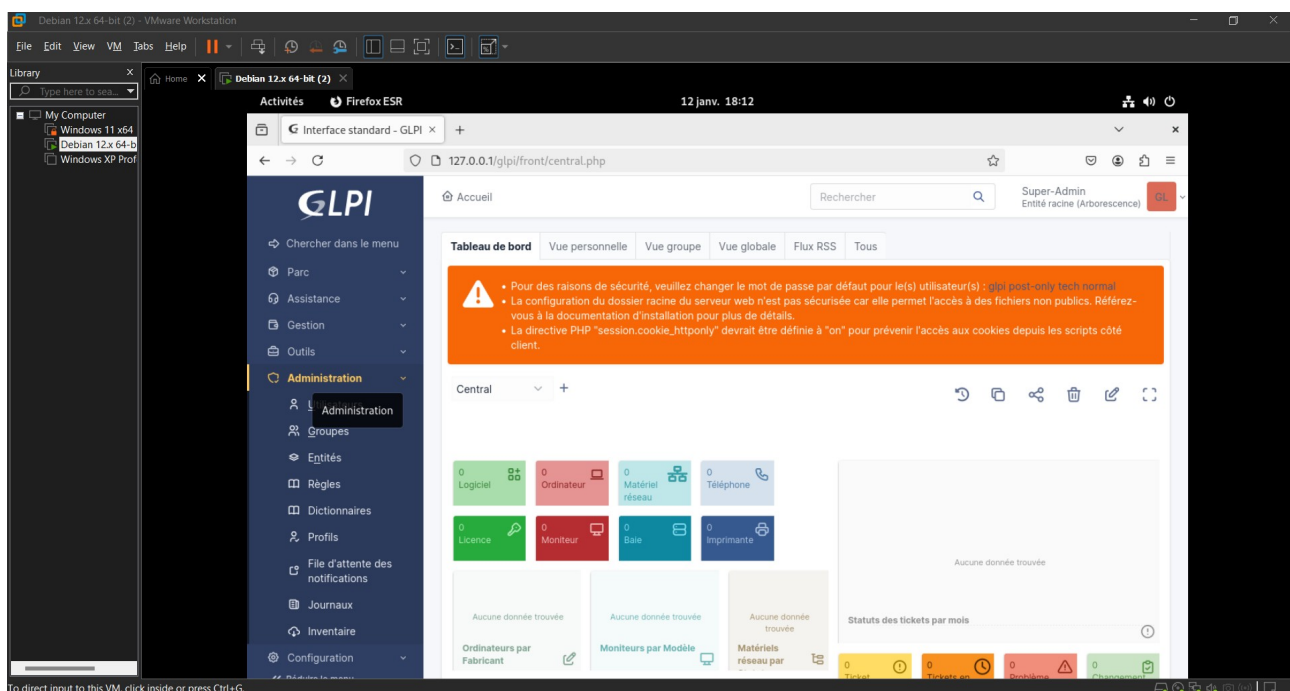 Debian 12.x 64-bit (2) - VMware Workstation
File Edit View VM Tabs Help
Library X
Home X Debian 12.x 64-bit (2) X
Type here to sea...
My Computer
Windows 11 x64
Debian 12.x 64-b
Windows XP Prof
Activités Firefox ESR 12 janv. 18:12
Interface standard - GLPI × +
127.0.0.1/glpi/front/central.php
GLPI
Accueil
Rechercher
Super-Admin
Entité racine (Arborescence)
GL
Chercher dans le menu
Parc
Assistance
Gestion
Outils
Administration
Administration
Groupes
Entités
Règles
Dictionnaires
Profils
File d'attente des
notifications
Journaux
Inventaire
Configuration
Réduire le menu
Tableau de bord Vue personnelle Vue groupe Vue globale Flux RSS Tous
• Pour des raisons de sécurité, veuillez changer le mot de passe par défaut pour le(s) utilisateur(s) : glpi post-only tech normal
• La configuration du dossier racine du serveur web n'est pas sécurisée car elle permet l'accès à des fichiers non publics. Référez-
vous à la documentation d'installation pour plus de détails.
• La directive PHP "session.cookie_httponly" devrait être définie à "on" pour prévenir l'accès aux cookies depuis les scripts côté
client.
Central +
0
Logiciel
0
Ordinateur
0
Matériel
réseau
0
Téléphone
0
Licence
0
Moniteur
0
Baie
0
Imprimante
Aucune donnée trouvée
Ordinateurs par
Fabricant
Aucune donnée trouvée
Moniteurs par Modèle
Aucune donnée
trouvée
Matériels
réseau par
Aucune donnée trouvée
Statuts des tickets par mois
0
Ticket
0
Tickets en
0
Problème
0
Changement
To direct input to this VM, click inside or press Ctrl+G.